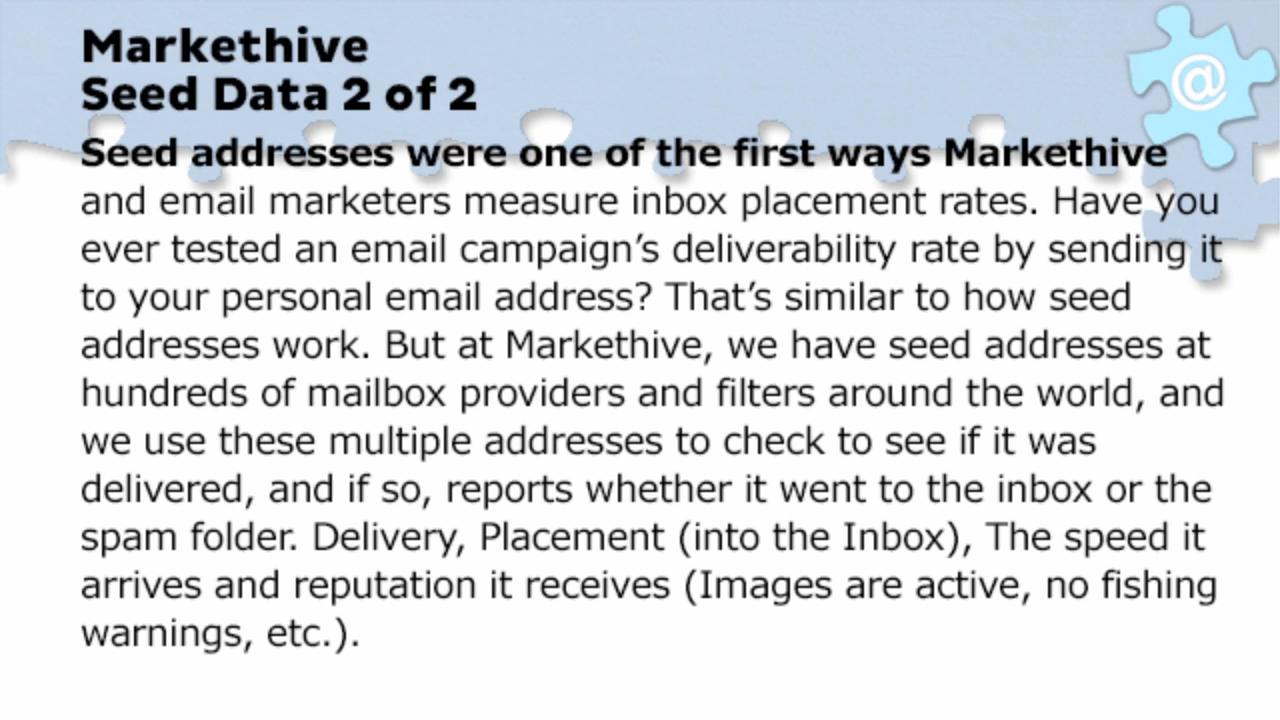 Markethive
Seed Data 2 of 2
@
Seed addresses were one of the first ways Markethive
and email marketers measure inbox placement rates. Have you
ever tested an email campaign’s deliverability rate by sending it
to your personal email address? That’s similar to how seed
addresses work. But at Markethive, we have seed addresses at
hundreds of mailbox providers and filters around the world, and
we use these multiple addresses to check to see if it was
delivered, and if so, reports whether it went to the inbox or the
spam folder. Delivery, Placement (into the Inbox), The speed it
arrives and reputation it receives (Images are active, no fishing
warnings, etc.).